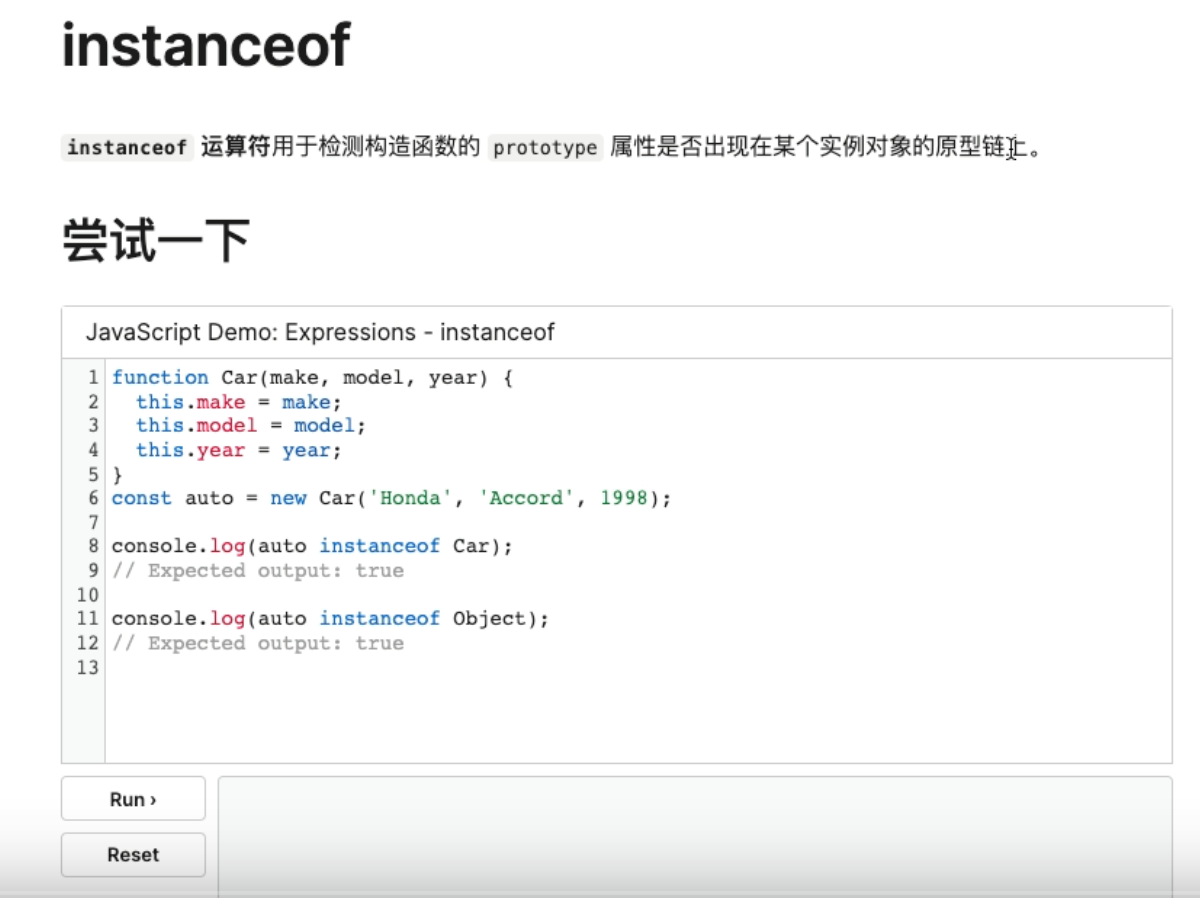 instanceof
instanceof 运算符用于检测构造函数的 prototype 属性是否出现在某个实例对象的原型链上。
尝试一下
JavaScript Demo: Expressions - instanceof
1 function Car(make, model, year) {
2   this.make = make;
3   this.model = model;
4   this.year = year;
5 }
6 const auto = new Car('Honda', 'Accord', 1998);
7
8 console.log(auto instanceof Car);
9 // Expected output: true
10
11 console.log(auto instanceof Object);
12 // Expected output: true
13
Run ›
Reset